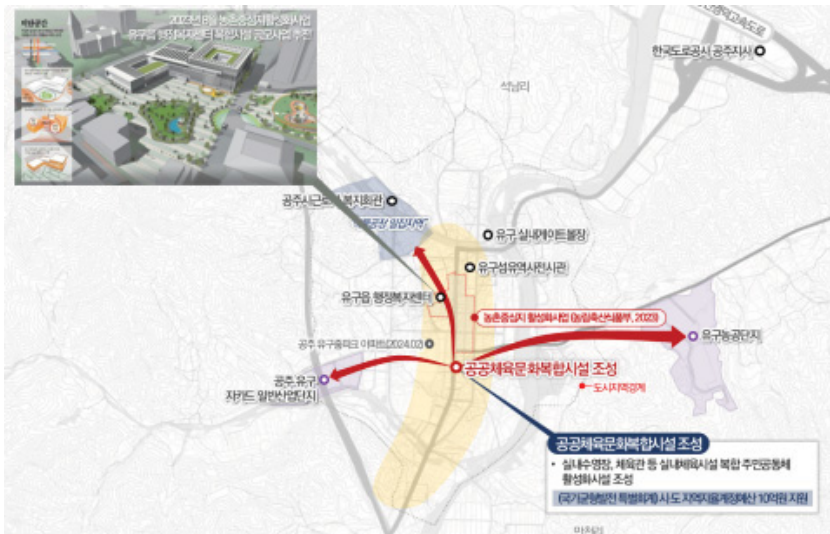 2023년 8월 농촌중심지활성화사업
유구읍 행정복지센터 복합시설 공모사업 추진
한국도로공사 공주지사
석남리
공주시근로 복지회관
밀집지역"
유구 실내게이트볼장
유구섬유역사전시관
유구읍 행정복지센터
농촌중심지 활성화사업 (농림축산식품부, 2023)
공주 유구줌파크 아파트(2024.02)
유구농공단지
공공체육문화복합시설 조성
공주 유구
자카드 일반산업단지
도시지역경계
공공체육문화복합시설 조성
• 실내수영장, 체육관 등 실내체육시설 복합 주민공동체
활성화시설 조성
(국가균형발전 특별회계) 시·도 지역자율계정예산 10억원 지원